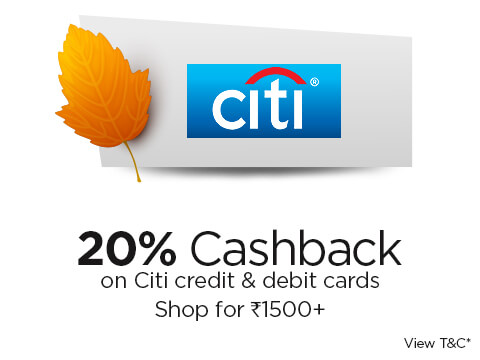 citi®
20% Cashback
on Citi credit & debit cards
Shop for ₹1500+
View T&C*